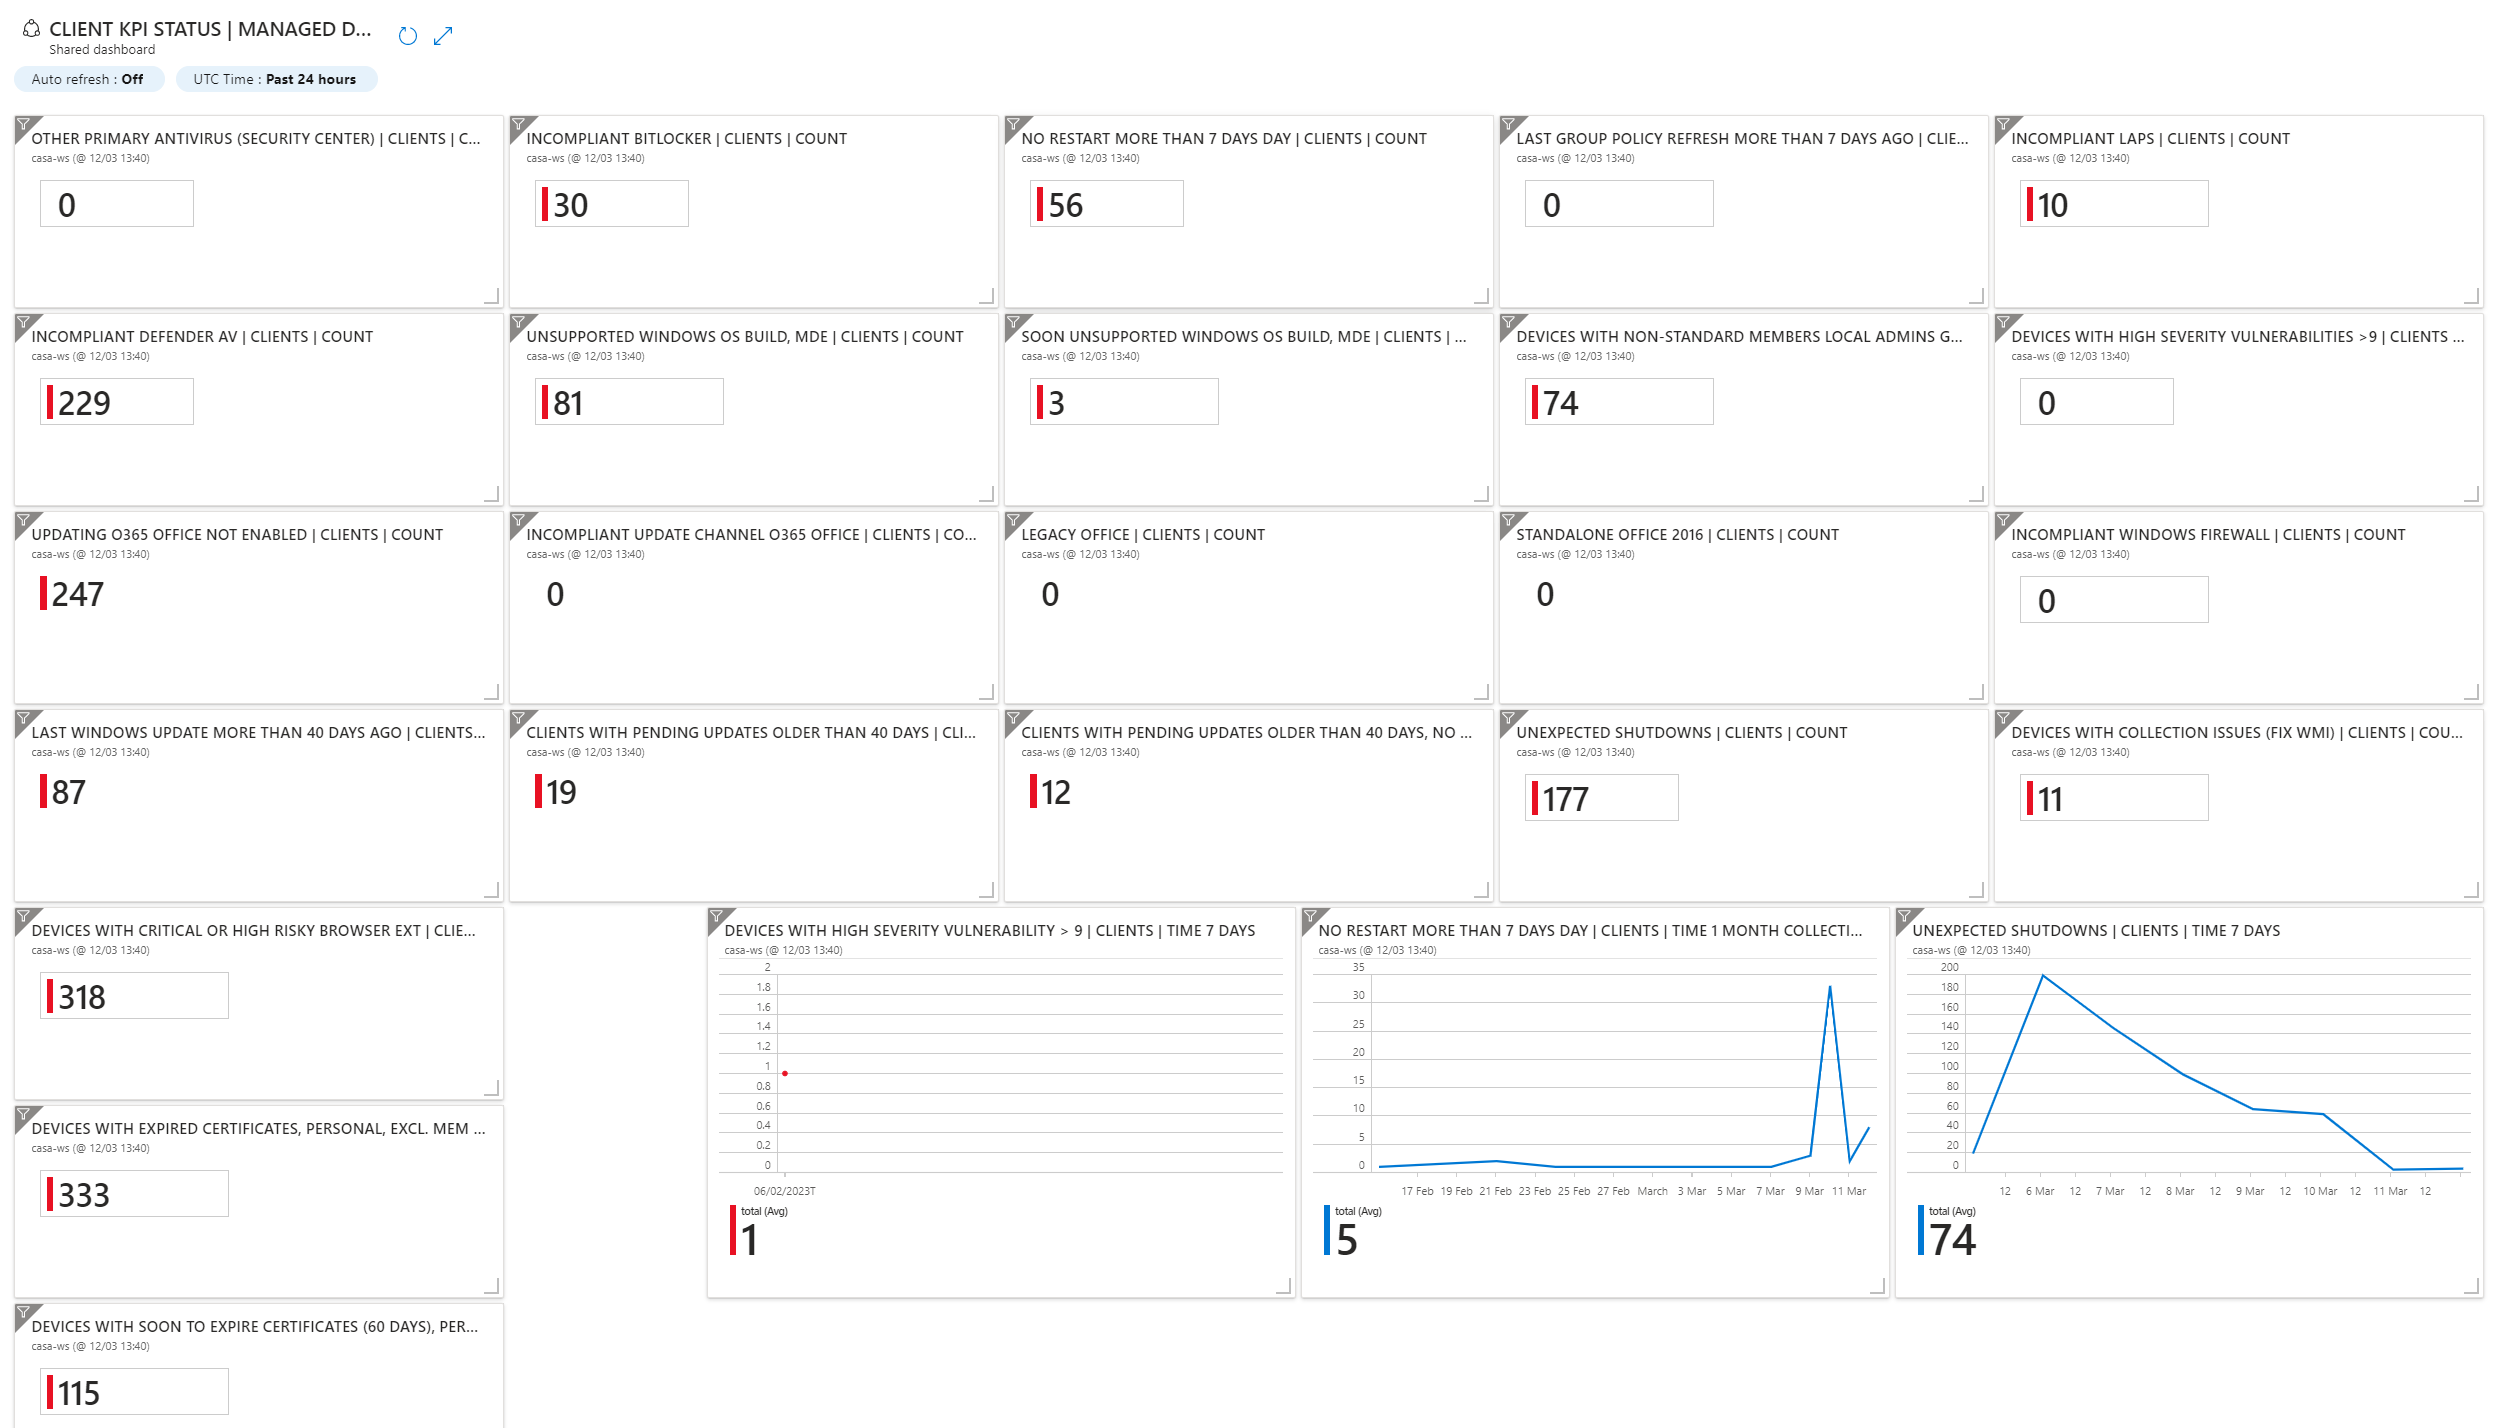 CLIENT KPI STATUS | MANAGED D...
Shared dashboard
Auto refresh : Off
UTC Time : Past 24 hours
OTHER PRIMARY ANTIVIRUS (SECURITY CENTER) | CLIENTS | C...
casa-ws (@ 12/03 13:40)
0
INCOMPLIANT BITLOCKER | CLIENTS | COUNT
casa-ws (@ 12/03 13:40)
30
NO RESTART MORE THAN 7 DAYS DAY | CLIENTS | COUNT
casa-ws (@ 12/03 13:40)
56
LAST GROUP POLICY REFRESH MORE THAN 7 DAYS AGO | CLIE...
casa-ws (@ 12/03 13:40)
0
INCOMPLIANT LAPS | CLIENTS | COUNT
casa-ws (@ 12/03 13:40)
10
INCOMPLIANT DEFENDER AV | CLIENTS | COUNT
casa-ws (@ 12/03 13:40)
229
UNSUPPORTED WINDOWS OS BUILD, MDE | CLIENTS | COUNT
casa-ws (@ 12/03 13:40)
81
SOON UNSUPPORTED WINDOWS OS BUILD, MDE | CLIENTS | ...
casa-ws (@ 12/03 13:40)
3
DEVICES WITH NON-STANDARD MEMBERS LOCAL ADMINS G...
casa-ws (@ 12/03 13:40)
74
DEVICES WITH HIGH SEVERITY VULNERABILITIES >9 | CLIENTS ...
casa-ws (@ 12/03 13:40)
0
UPDATING O365 OFFICE NOT ENABLED | CLIENTS | COUNT
casa-ws (@ 12/03 13:40)
247
INCOMPLIANT UPDATE CHANNEL O365 OFFICE | CLIENTS | CO...
casa-ws (@ 12/03 13:40)
0
LEGACY OFFICE | CLIENTS | COUNT
casa-ws (@ 12/03 13:40)
0
STANDALONE OFFICE 2016 | CLIENTS | COUNT
casa-ws (@ 12/03 13:40)
0
INCOMPLIANT WINDOWS FIREWALL | CLIENTS | COUNT
casa-ws (@ 12/03 13:40)
0
LAST WINDOWS UPDATE MORE THAN 40 DAYS AGO | CLIENTS...
casa-ws (@ 12/03 13:40)
87
CLIENTS WITH PENDING UPDATES OLDER THAN 40 DAYS | CLI...
casa-ws (@ 12/03 13:40)
19
CLIENTS WITH PENDING UPDATES OLDER THAN 40 DAYS, NO ...
casa-ws (@ 12/03 13:40)
12
UNEXPECTED SHUTDOWNS | CLIENTS | COUNT
casa-ws (@ 12/03 13:40)
177
DEVICES WITH COLLECTION ISSUES (FIX WMI) | CLIENTS | COU...
casa-ws (@ 12/03 13:40)
11
DEVICES WITH CRITICAL OR HIGH RISKY BROWSER EXT | CLIE...
casa-ws (@ 12/03 13:40)
318
DEVICES WITH HIGH SEVERITY VULNERABILITY > 9 | CLIENTS | TIME 7 DAYS
casa-ws (@ 12/03 13:40)
2
1.8
1.6
1.4
1.2
1
0.8
0.6
0.4
0.2
0
06/02/2023T
total (Avg)
1
NO RESTART MORE THAN 7 DAYS DAY | CLIENTS | TIME 1 MONTH COLLECTI...
casa-ws (@ 12/03 13:40)
35
30
25
20
15
10
5
0
17 Feb 19 Feb 21 Feb 23 Feb 25 Feb 27 Feb March 3 Mar 5 Mar 7 Mar 9 Mar 11 Mar
total (Avg)
5
UNEXPECTED SHUTDOWNS | CLIENTS | TIME 7 DAYS
casa-ws (@ 12/03 13:40)
200
180
160
140
120
100
80
60
40
20
0
12 6 Mar 12 7 Mar 12 8 Mar 12 9 Mar 12 10 Mar 12 11 Mar 12
total (Avg)
74
DEVICES WITH EXPIRED CERTIFICATES, PERSONAL, EXCL. MEM ...
casa-ws (@ 12/03 13:40)
333
DEVICES WITH SOON TO EXPIRE CERTIFICATES (60 DAYS), PER...
casa-ws (@ 12/03 13:40)
115